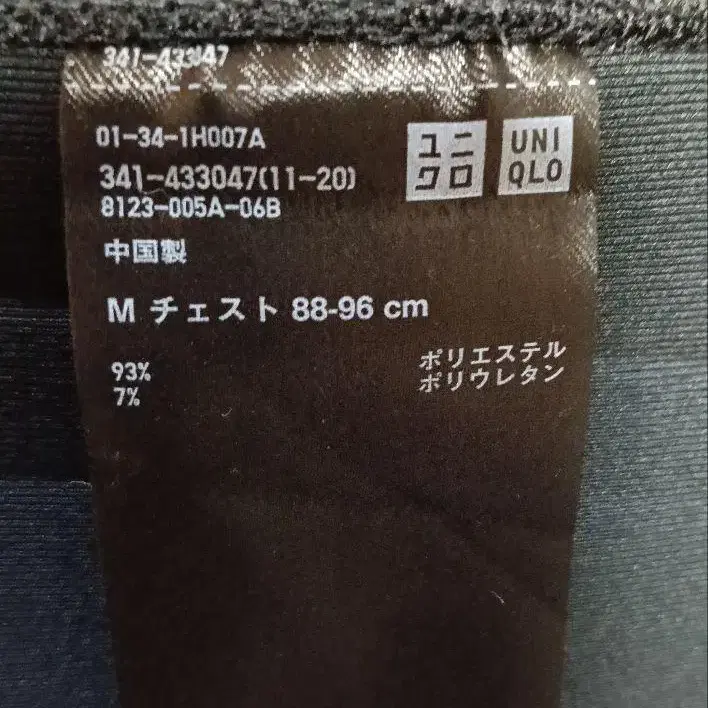 341-433047
01-34-1H007A
341-433047(11-20)
8123-005A-06B
ユニ
クロ
UNI
QLO
中国製
M チェスト 88-96 cm
93% ポリエステル
7% ポリウレタン